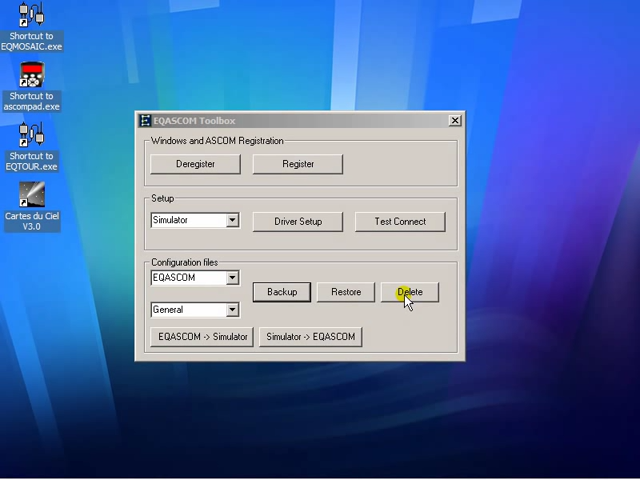 Shortcut to
EQMOSAIC.exe
Shortcut to
ascompad.exe
Shortcut to
EQTOUR.exe
Cartes du Ciel
V3.0
EQASCOM Toolbox
Windows and ASCOM Registration
Deregister
Register
Setup
Simulator
Driver Setup
Test Connect
Configuration files
EQASCOM
Backup
Restore
Delete
General
EQASCOM -> Simulator
Simulator -> EQASCOM